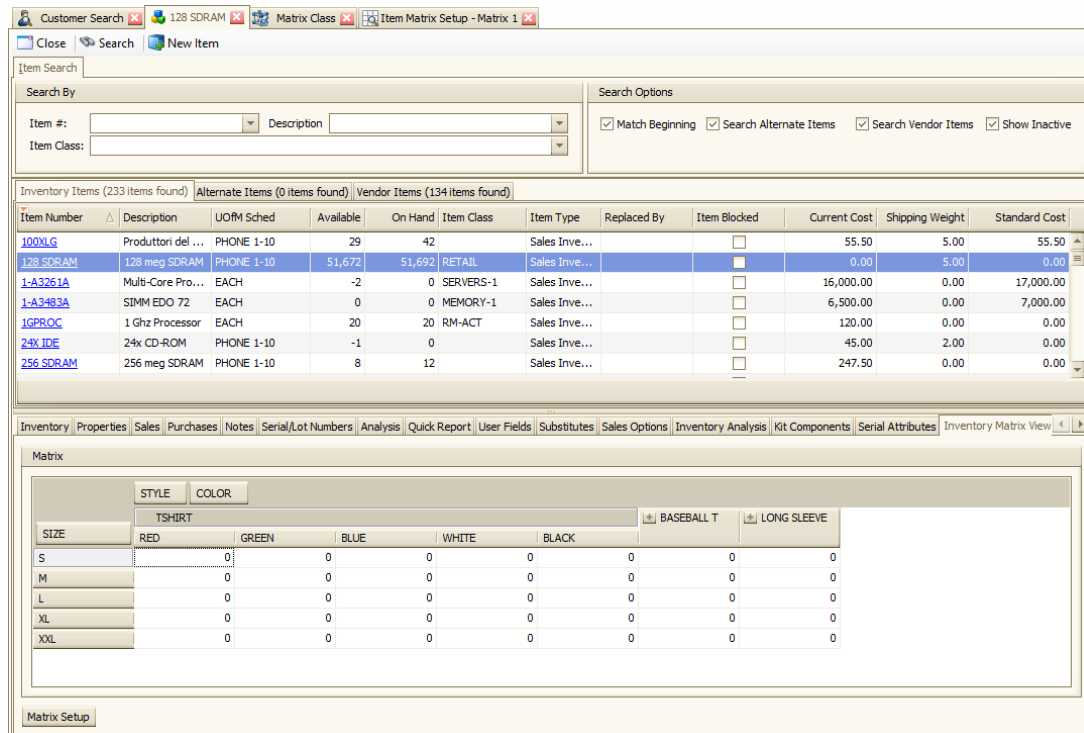 Customer Search 128 SDRAM Matrix Class Item Matrix Setup - Matrix 1
Close Search New Item
Item Search
Search By Search Options
Item #: Description Match Beginning Search Alternate Items Search Vendor Items Show Inactive
Item Class:
Inventory Items (233 items found) Alternate Items (0 items found) Vendor Items (134 items found)
Item Number Description UOfM Sched Available On Hand Item Class Item Type Replaced By Item Blocked Current Cost Shipping Weight Standard Cost
100XLG Produttori del ... PHONE 1-10 29 42 Sales Inve... 55.50 5.00 55.50
128 SDRAM 128 meg SDRAM PHONE 1-10 51,672 51,692 RETAIL Sales Inve... 0.00 5.00 0.00
1-A3261A Multi-Core Pro... EACH -2 0 SERVERS-1 Sales Inve... 16,000.00 0.00 17,000.00
1-A3483A SIMM EDO 72 EACH 0 0 MEMORY-1 Sales Inve... 6,500.00 0.00 7,000.00
1GPROC 1 Ghz Processor EACH 20 20 RM-ACT Sales Inve... 120.00 0.00 0.00
24X IDE 24x CD-ROM PHONE 1-10 -1 0 Sales Inve... 45.00 2.00 0.00
256 SDRAM 256 meg SDRAM PHONE 1-10 8 12 Sales Inve... 247.50 0.00 0.00
Inventory Properties Sales Purchases Notes Serial/Lot Numbers Analysis Quick Report User Fields Substitutes Sales Options Inventory Analysis Kit Components Serial Attributes Inventory Matrix View
Matrix
STYLE COLOR
TSHIRT BASEBALL T LONG SLEEVE
SIZE RED GREEN BLUE WHITE BLACK
S 0 0 0 0 0 0 0
M 0 0 0 0 0 0 0
L 0 0 0 0 0 0 0
XL 0 0 0 0 0 0 0
XXL 0 0 0 0 0 0 0
Matrix Setup